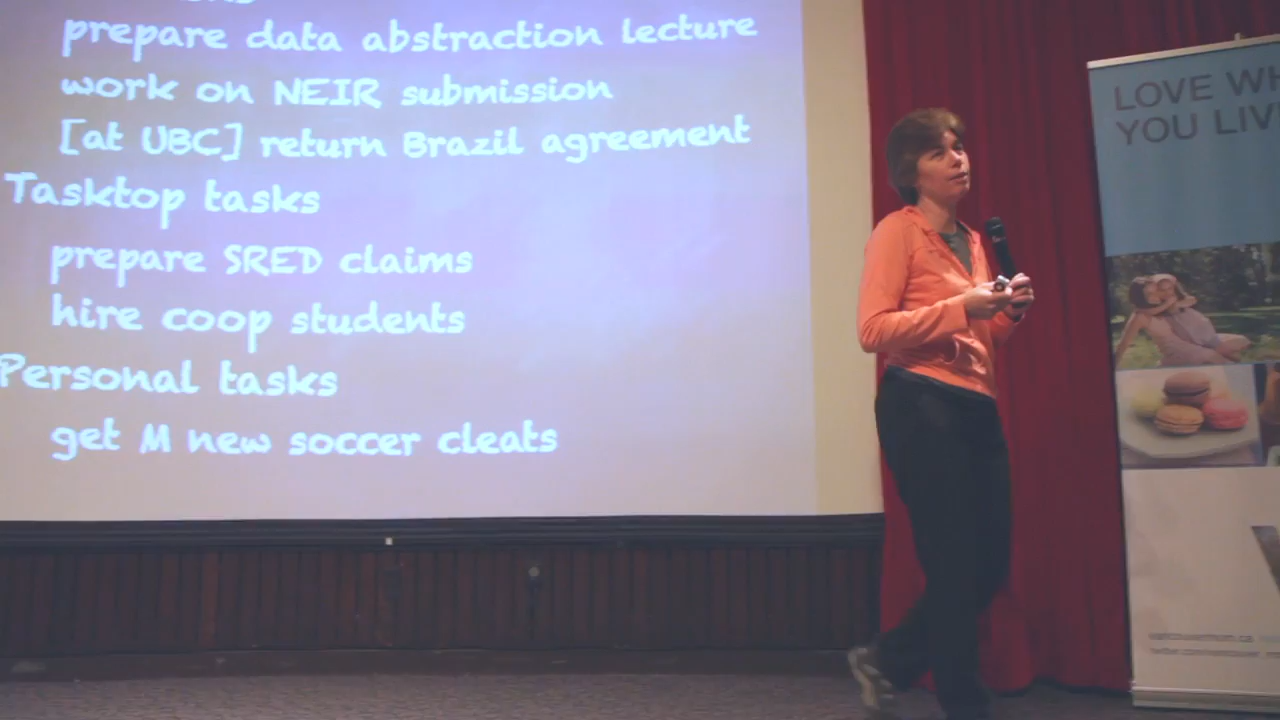 prepare data abstraction lecture
work on NEIR submission
[at UBC] return Brazil agreement
Tasktop tasks
prepare SRED claims
hire coop students
Personal tasks
get M new soccer cleats
LOVE WH
YOU LIV